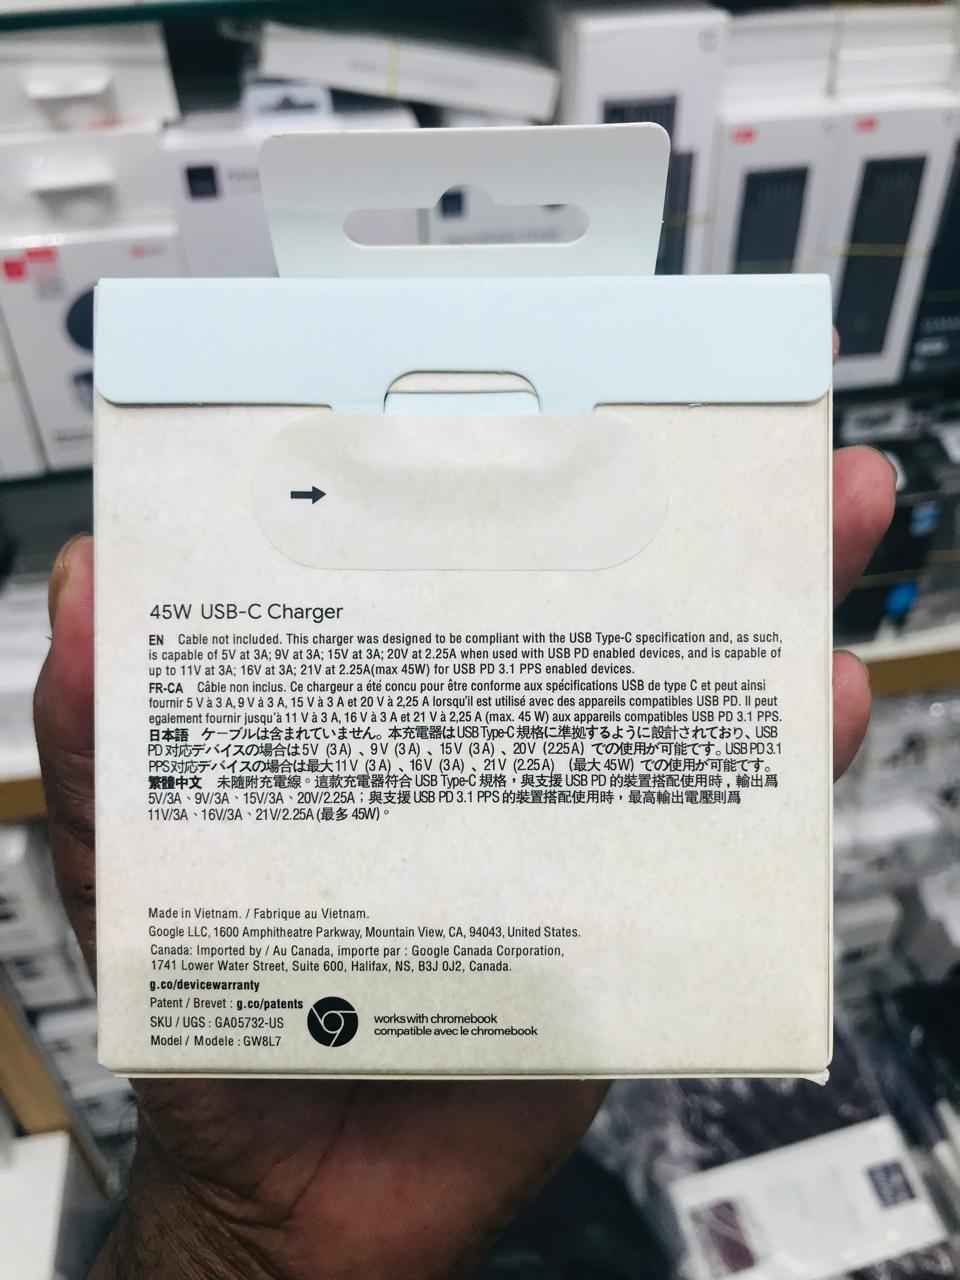 45W USB-C Charger
EN Cable not included. This charger was designed to be compliant with the USB Type-C specification and, as such,
is capable of 5V at 3A; 9V at 3A; 15V at 3A; 20V at 2.25A when used with USB PD enabled devices, and is capable of
up to 11V at 3A; 16V at 3A; 21V at 2.25A(max 45W) for USB PD 3.1 PPS enabled devices.
FR-CA Câble non inclus. Ce chargeur a été concu pour être conforme aux spécifications USB de type C et peut ainsi
fournir 5 V à 3 A, 9 V à 3 A, 15 V à 3 A et 20 V à 2,25 A lorsqu'il est utilisé avec des appareils compatibles USB PD. Il peut
egalement fournir jusqu'à 11 V à 3 A, 16 V à 3 A et 21 V à 2,25 A (max. 45 W) aux appareils compatibles USB PD 3.1 PPS.
日本語 ケーブルは含まれていません。本充電器はUSB Type-C 規格に準拠するように設計されており、USB
PD 対応デバイスの場合は5V (3A) 、9V (3A) 、15V (3A) 、20V (2.25A) での使用が可能です。USB PD 3.1
PPS対応デバイスの場合は最大11V (3A) 、16V (3A) 、21V (2.25A) (最大 45W) での使用が可能です。
繁體中文 未隨附充電線。這款充電器符合 USB Type-C 規格，與支援 USB PD 的裝置搭配使用時，輸出爲
5V/3A、9V/3A、15V/3A、20V/2.25A；與支援 USB PD 3.1 PPS 的裝置搭配使用時，最高輸出電壓則爲
11V/3A、16V/3A、21V/2.25A (最多 45W)。
Made in Vietnam. / Fabrique au Vietnam.
Google LLC, 1600 Amphitheatre Parkway, Mountain View, CA, 94043, United States.
Canada: Imported by / Au Canada, importe par : Google Canada Corporation,
1741 Lower Water Street, Suite 600, Halifax, NS, B3J 0J2, Canada.
g.co/devicewarranty
Patent / Brevet : g.co/patents
SKU / UGS : GA05732-US
Model / Modele : GW8L7
works with chromebook
compatible avec le chromebook